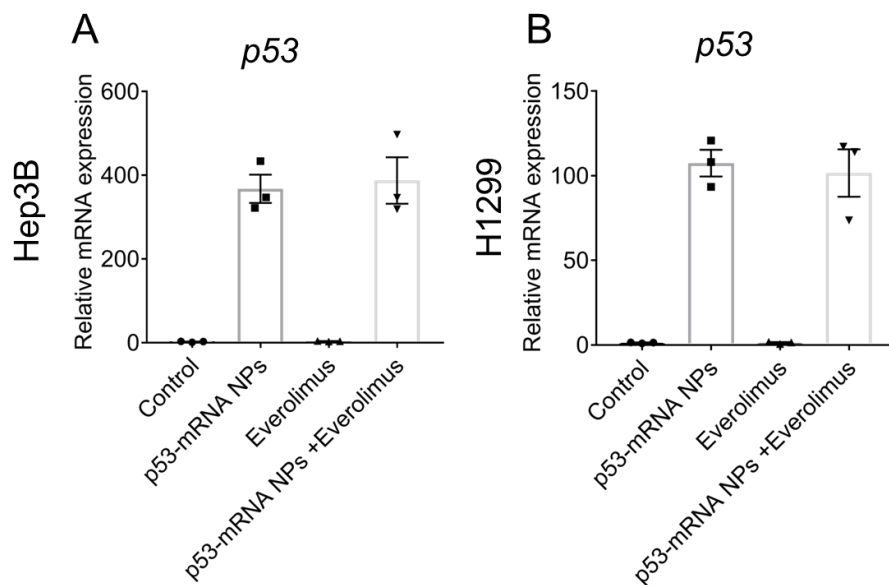 A
p53
Hep3B
Relative mRNA expression
600
400
200
0
Control
p53-mRNA NPs
Everolimus
p53-mRNA NPs +Everolimus
B
p53
H1299
Relative mRNA expression
150
100
50
0
Control
p53-mRNA NPs
Everolimus
p53-mRNA NPs +Everolimus